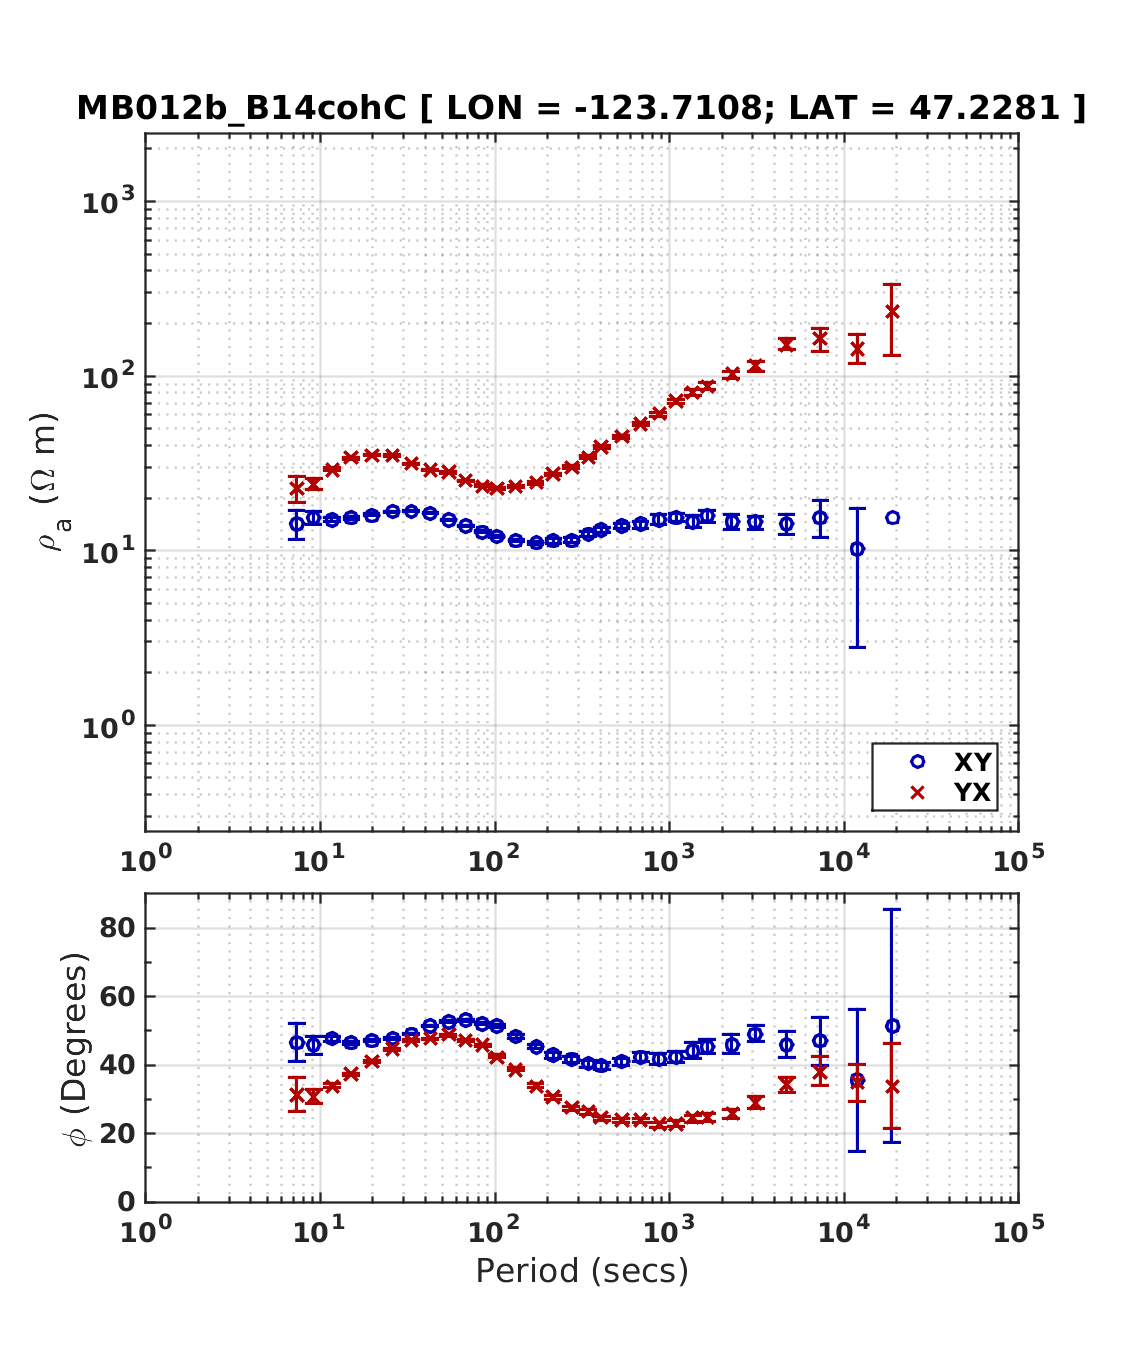 MB012b_B14cohC [ LON = -123.7108; LAT = 47.2281 ]
10³
10²
10¹
10⁰
ρₐ (Ω m)
XY
YX
10⁰ 10¹ 10² 10³ 10⁴ 10⁵
80
60
40
20
0
ϕ (Degrees)
10⁰ 10¹ 10² 10³ 10⁴ 10⁵
Period (secs)